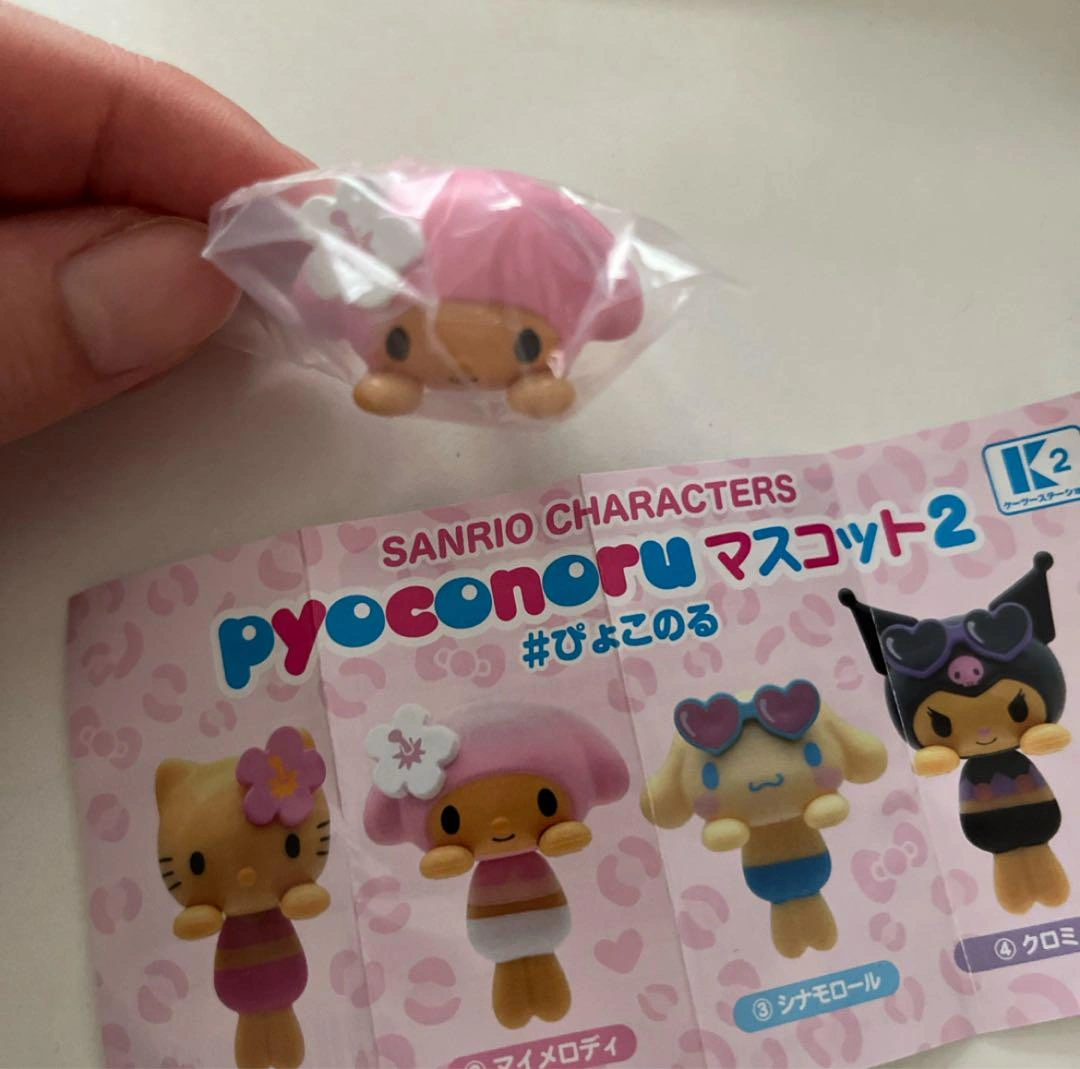 K2
ケーツーステーション
SANRIO CHARACTERS
pyoconoru マスコット2
#ぴょこのる
④ クロミ
③ シナモロール
② マイメロディ